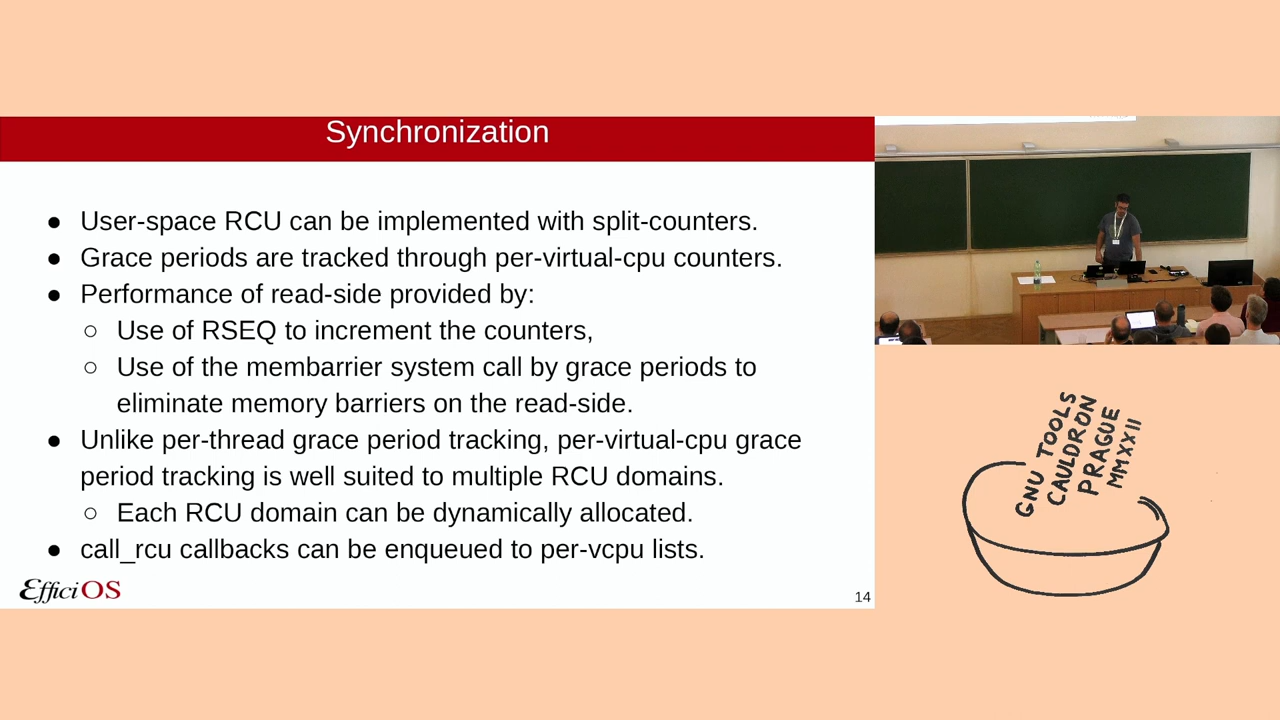 Synchronization
● User-space RCU can be implemented with split-counters.
● Grace periods are tracked through per-virtual-cpu counters.
● Performance of read-side provided by:
○ Use of RSEQ to increment the counters,
○ Use of the membarrier system call by grace periods to
eliminate memory barriers on the read-side.
● Unlike per-thread grace period tracking, per-virtual-cpu grace
period tracking is well suited to multiple RCU domains.
○ Each RCU domain can be dynamically allocated.
● call_rcu callbacks can be enqueued to per-vcpu lists.
EfficiOS
14
GNU TOOLS
CAULDRON
PRAGUE
MMXXII